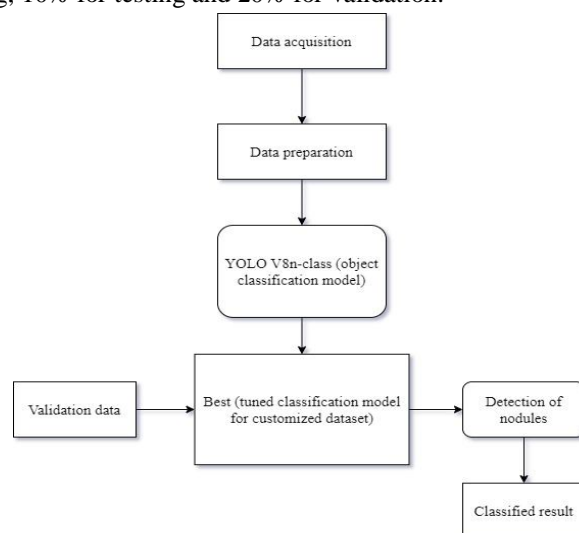 g, 10% for testing and 20% for validation.
Data acquisition
Data preparation
YOLO V8n-class (object
classification model)
Validation data
Best (tuned classification model
for customized dataset)
Detection of
nodules
Classified result